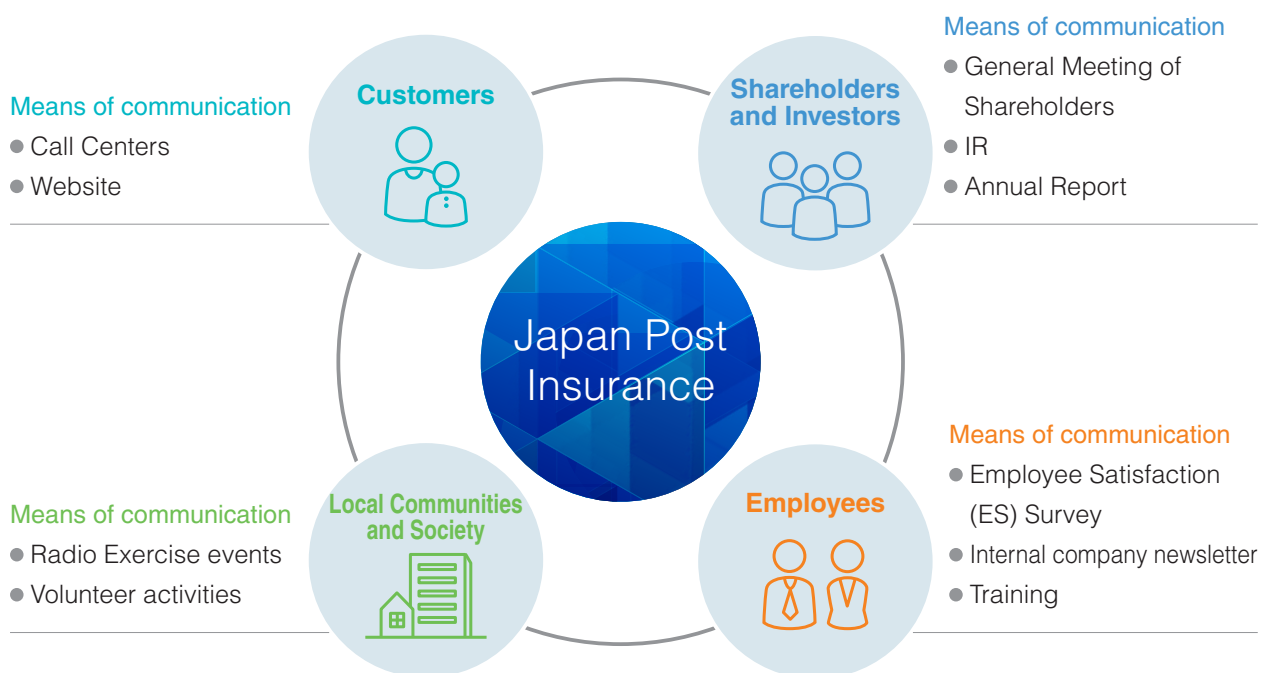 Customers
Means of communication
● Call Centers
● Website
Shareholders
and Investors
Means of communication
● General Meeting of
Shareholders
● IR
● Annual Report
Japan Post
Insurance
Local Communities
and Society
Means of communication
● Radio Exercise events
● Volunteer activities
Employees
Means of communication
● Employee Satisfaction
(ES) Survey
● Internal company newsletter
● Training